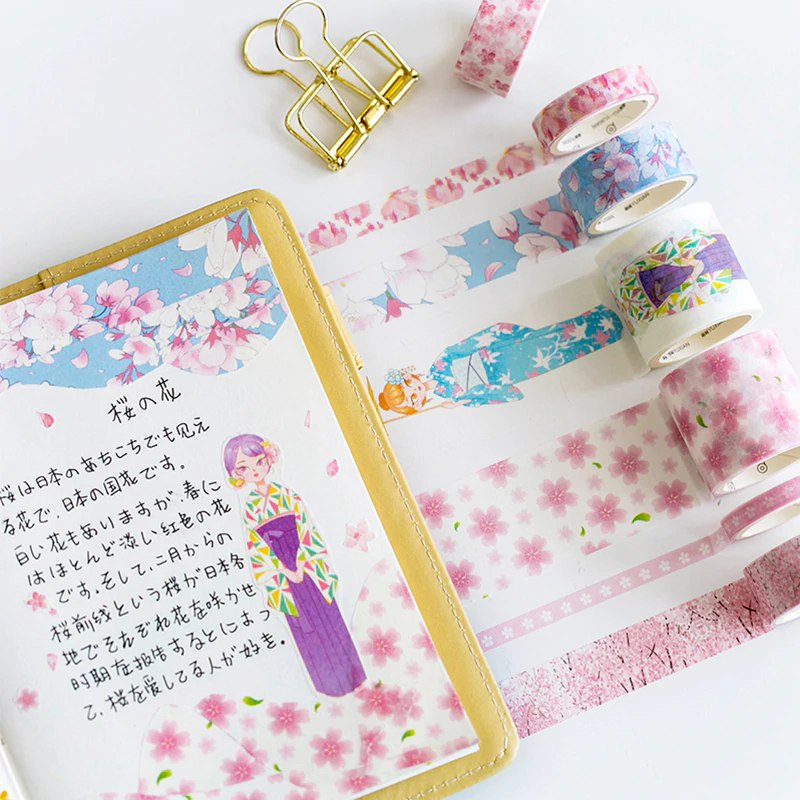 桜の花
桜は日本のあちこちでも見え
る花で、日本の国花です。
白い花もありますが、春に
はほとんど淡い紅色の花
です。そして、二月からの
桜前線という桜が日本各
地でそれぞれ花を咲かせ
時期を報告するとによっ
て、桜を愛してる人が好き。
YUXIAN
YUXIAN